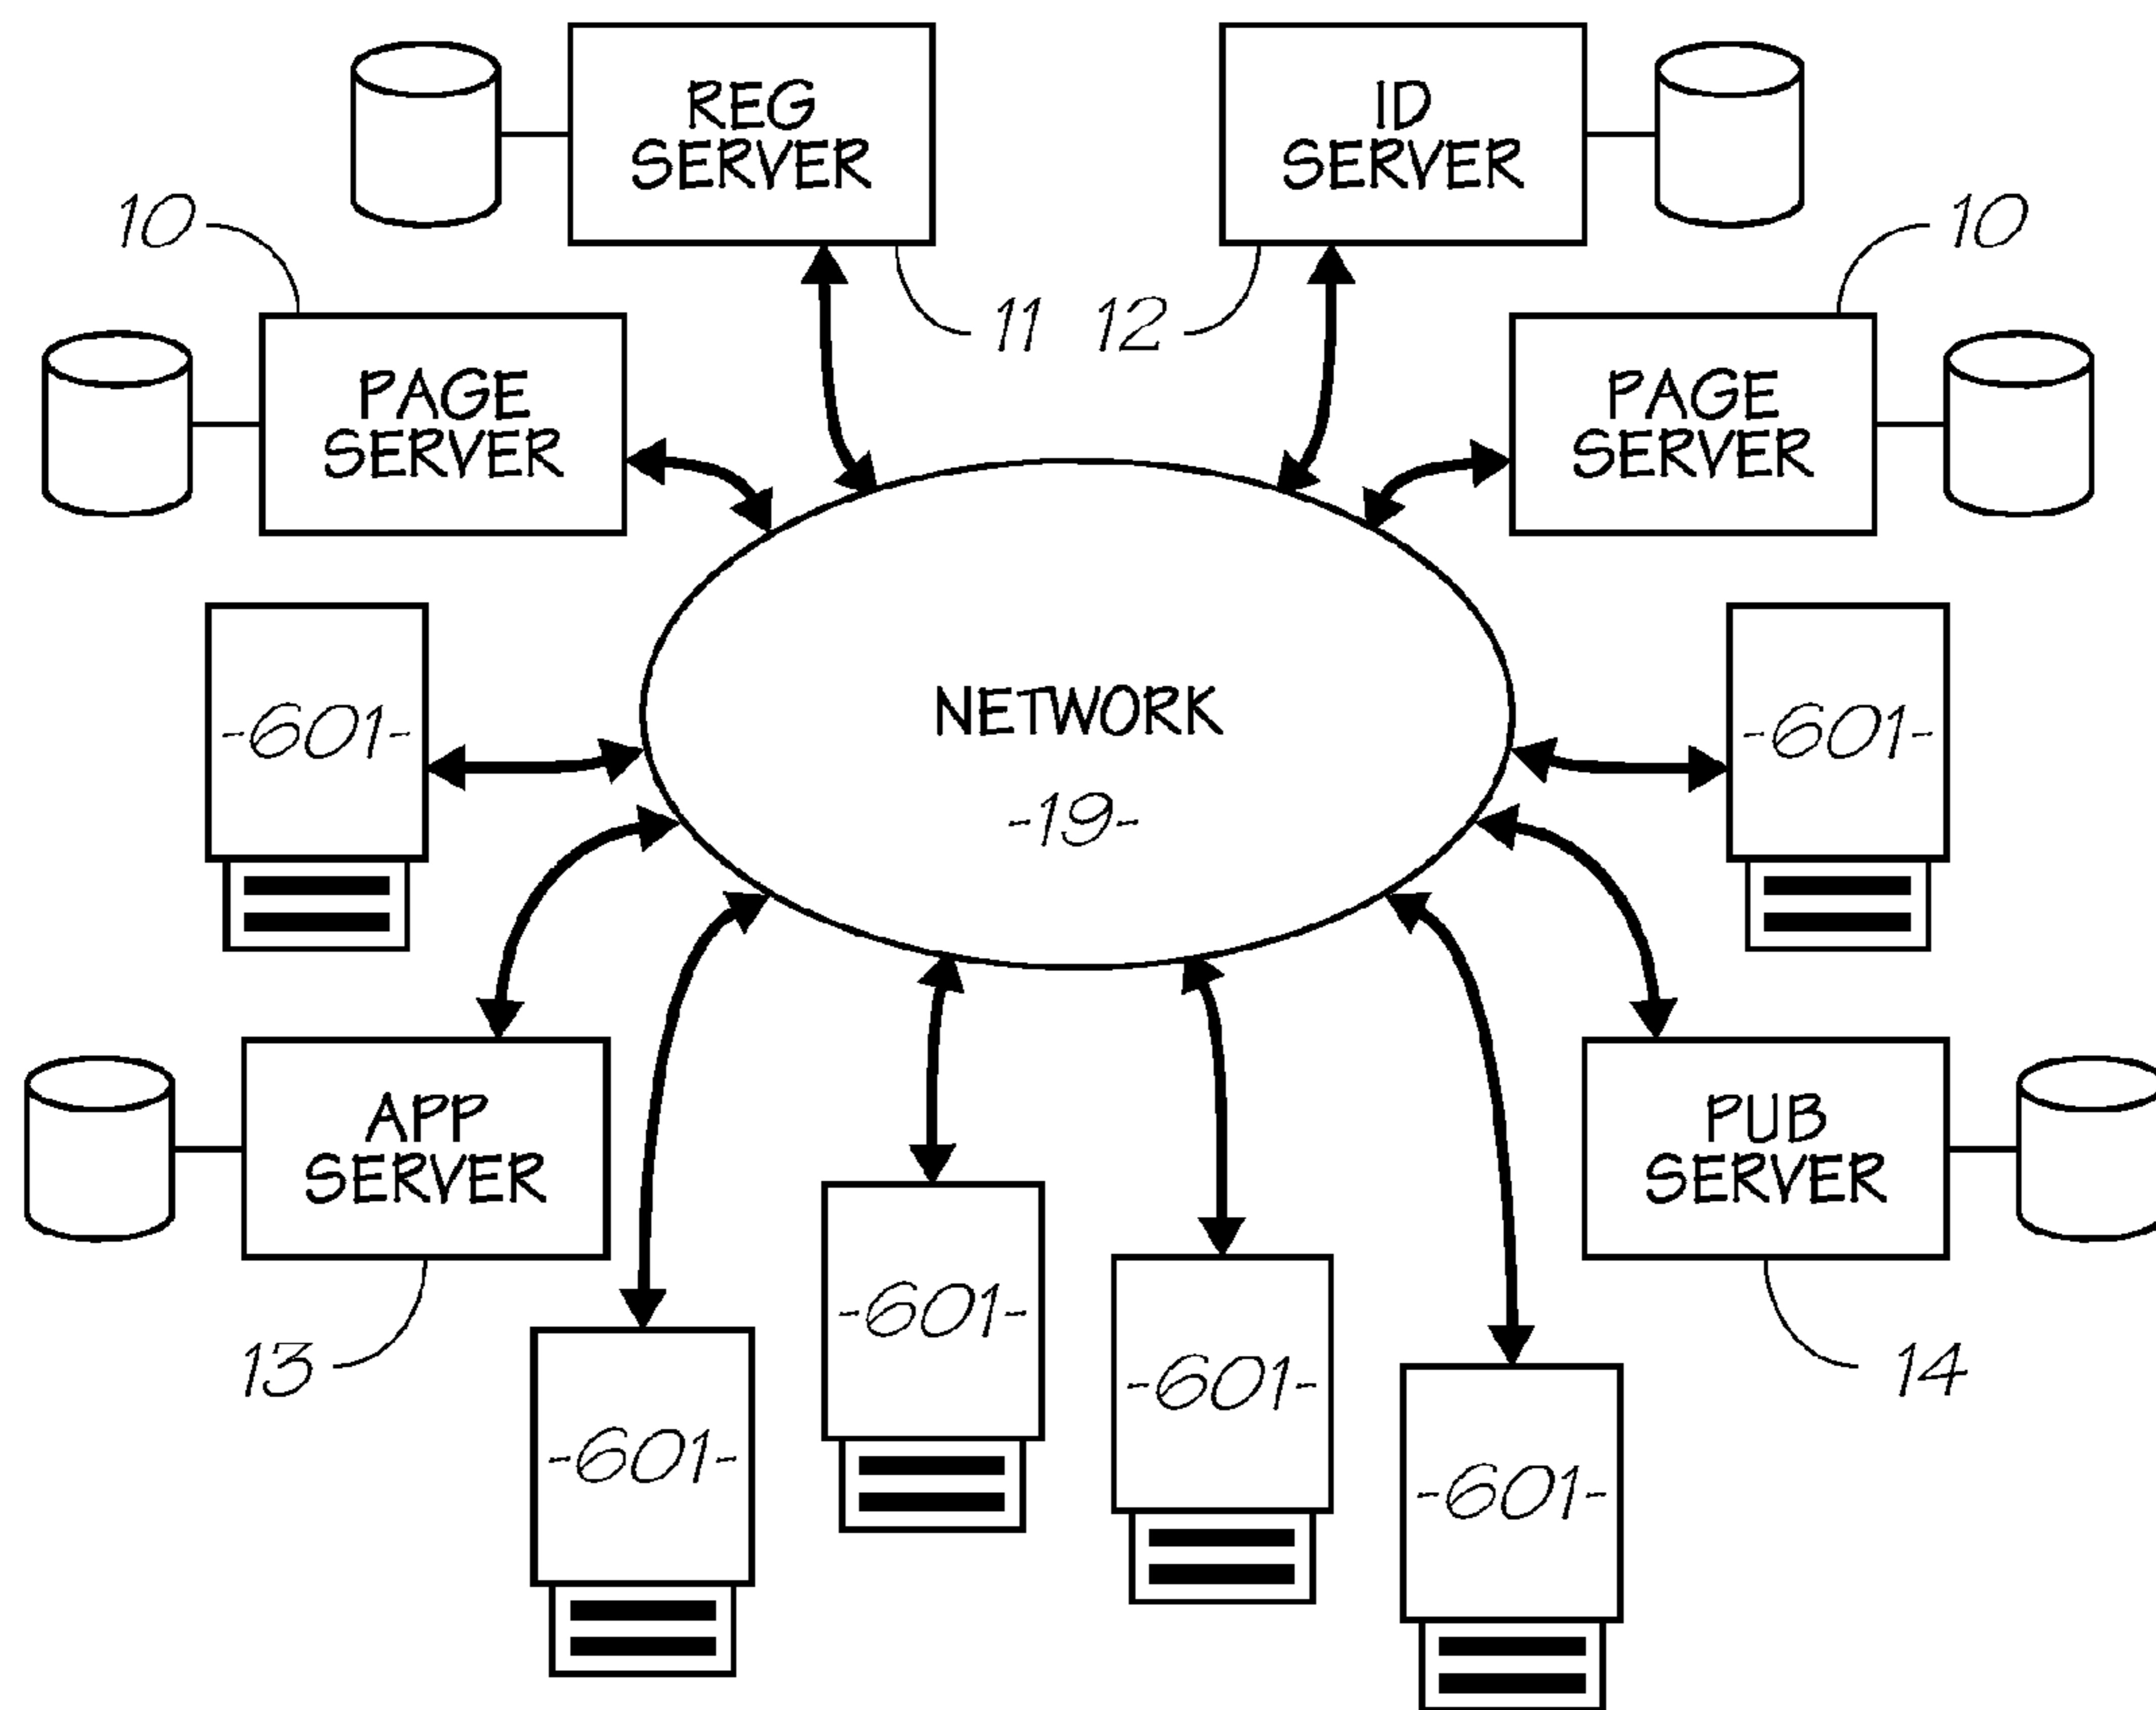 REG
SERVER
ID
SERVER
10
10
11
12
PAGE
SERVER
PAGE
SERVER
-601-
NETWORK
-19-
-601-
APP
SERVER
PUB
SERVER
13
14
-601-
-601-
-601-
-601-